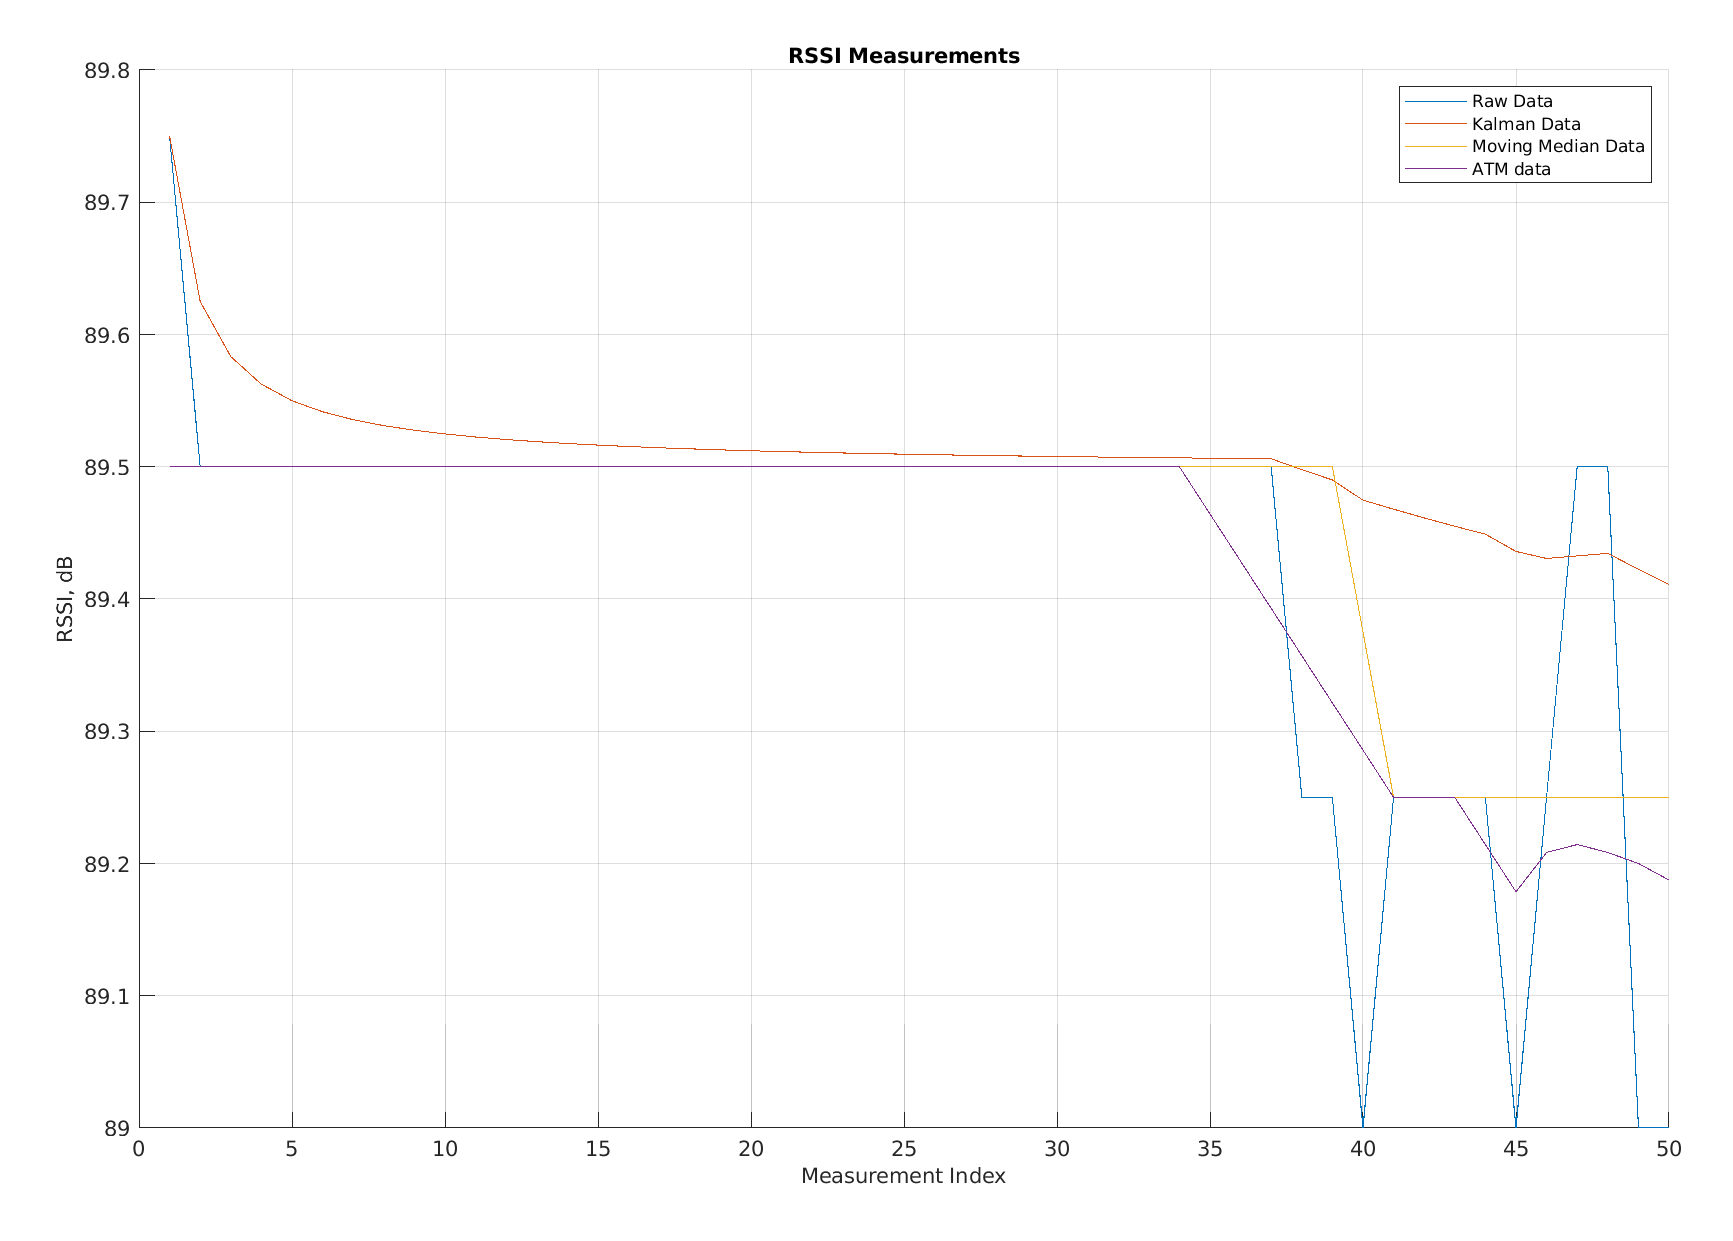 RSSI Measurements
89.8
89.7
89.6
89.5
89.4
89.3
89.2
89.1
89
RSSI, dB
Raw Data
Kalman Data
Moving Median Data
ATM data
0 5 10 15 20 25 30 35 40 45 50
Measurement Index